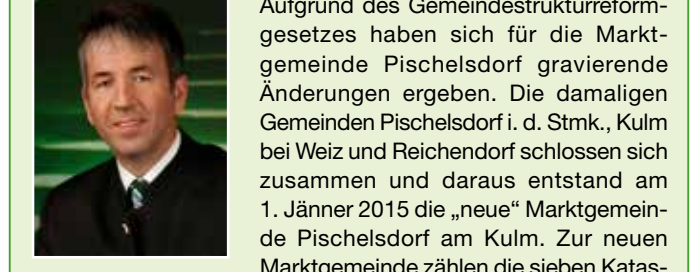 Aufgrund des Gemeindestrukturreform-
gesetzes haben sich für die Markt-
gemeinde Pischelsdorf gravierende
Änderungen ergeben. Die damaligen
Gemeinden Pischelsdorf i. d. Stmk., Kulm
bei Weiz und Reichendorf schlossen sich
zusammen und daraus entstand am
1. Jänner 2015 die „neue“ Marktgemein-
de Pischelsdorf am Kulm. Zur neuen
Marktgemeinde zählen die sieben Katas-